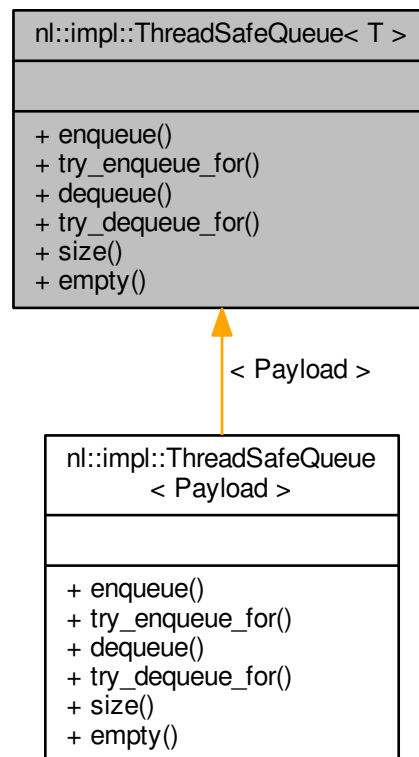 nl::impl::ThreadSafeQueue< T >
+ enqueue()
+ try_enqueue_for()
+ dequeue()
+ try_dequeue_for()
+ size()
+ empty()
< Payload >
nl::impl::ThreadSafeQueue
< Payload >
+ enqueue()
+ try_enqueue_for()
+ dequeue()
+ try_dequeue_for()
+ size()
+ empty()